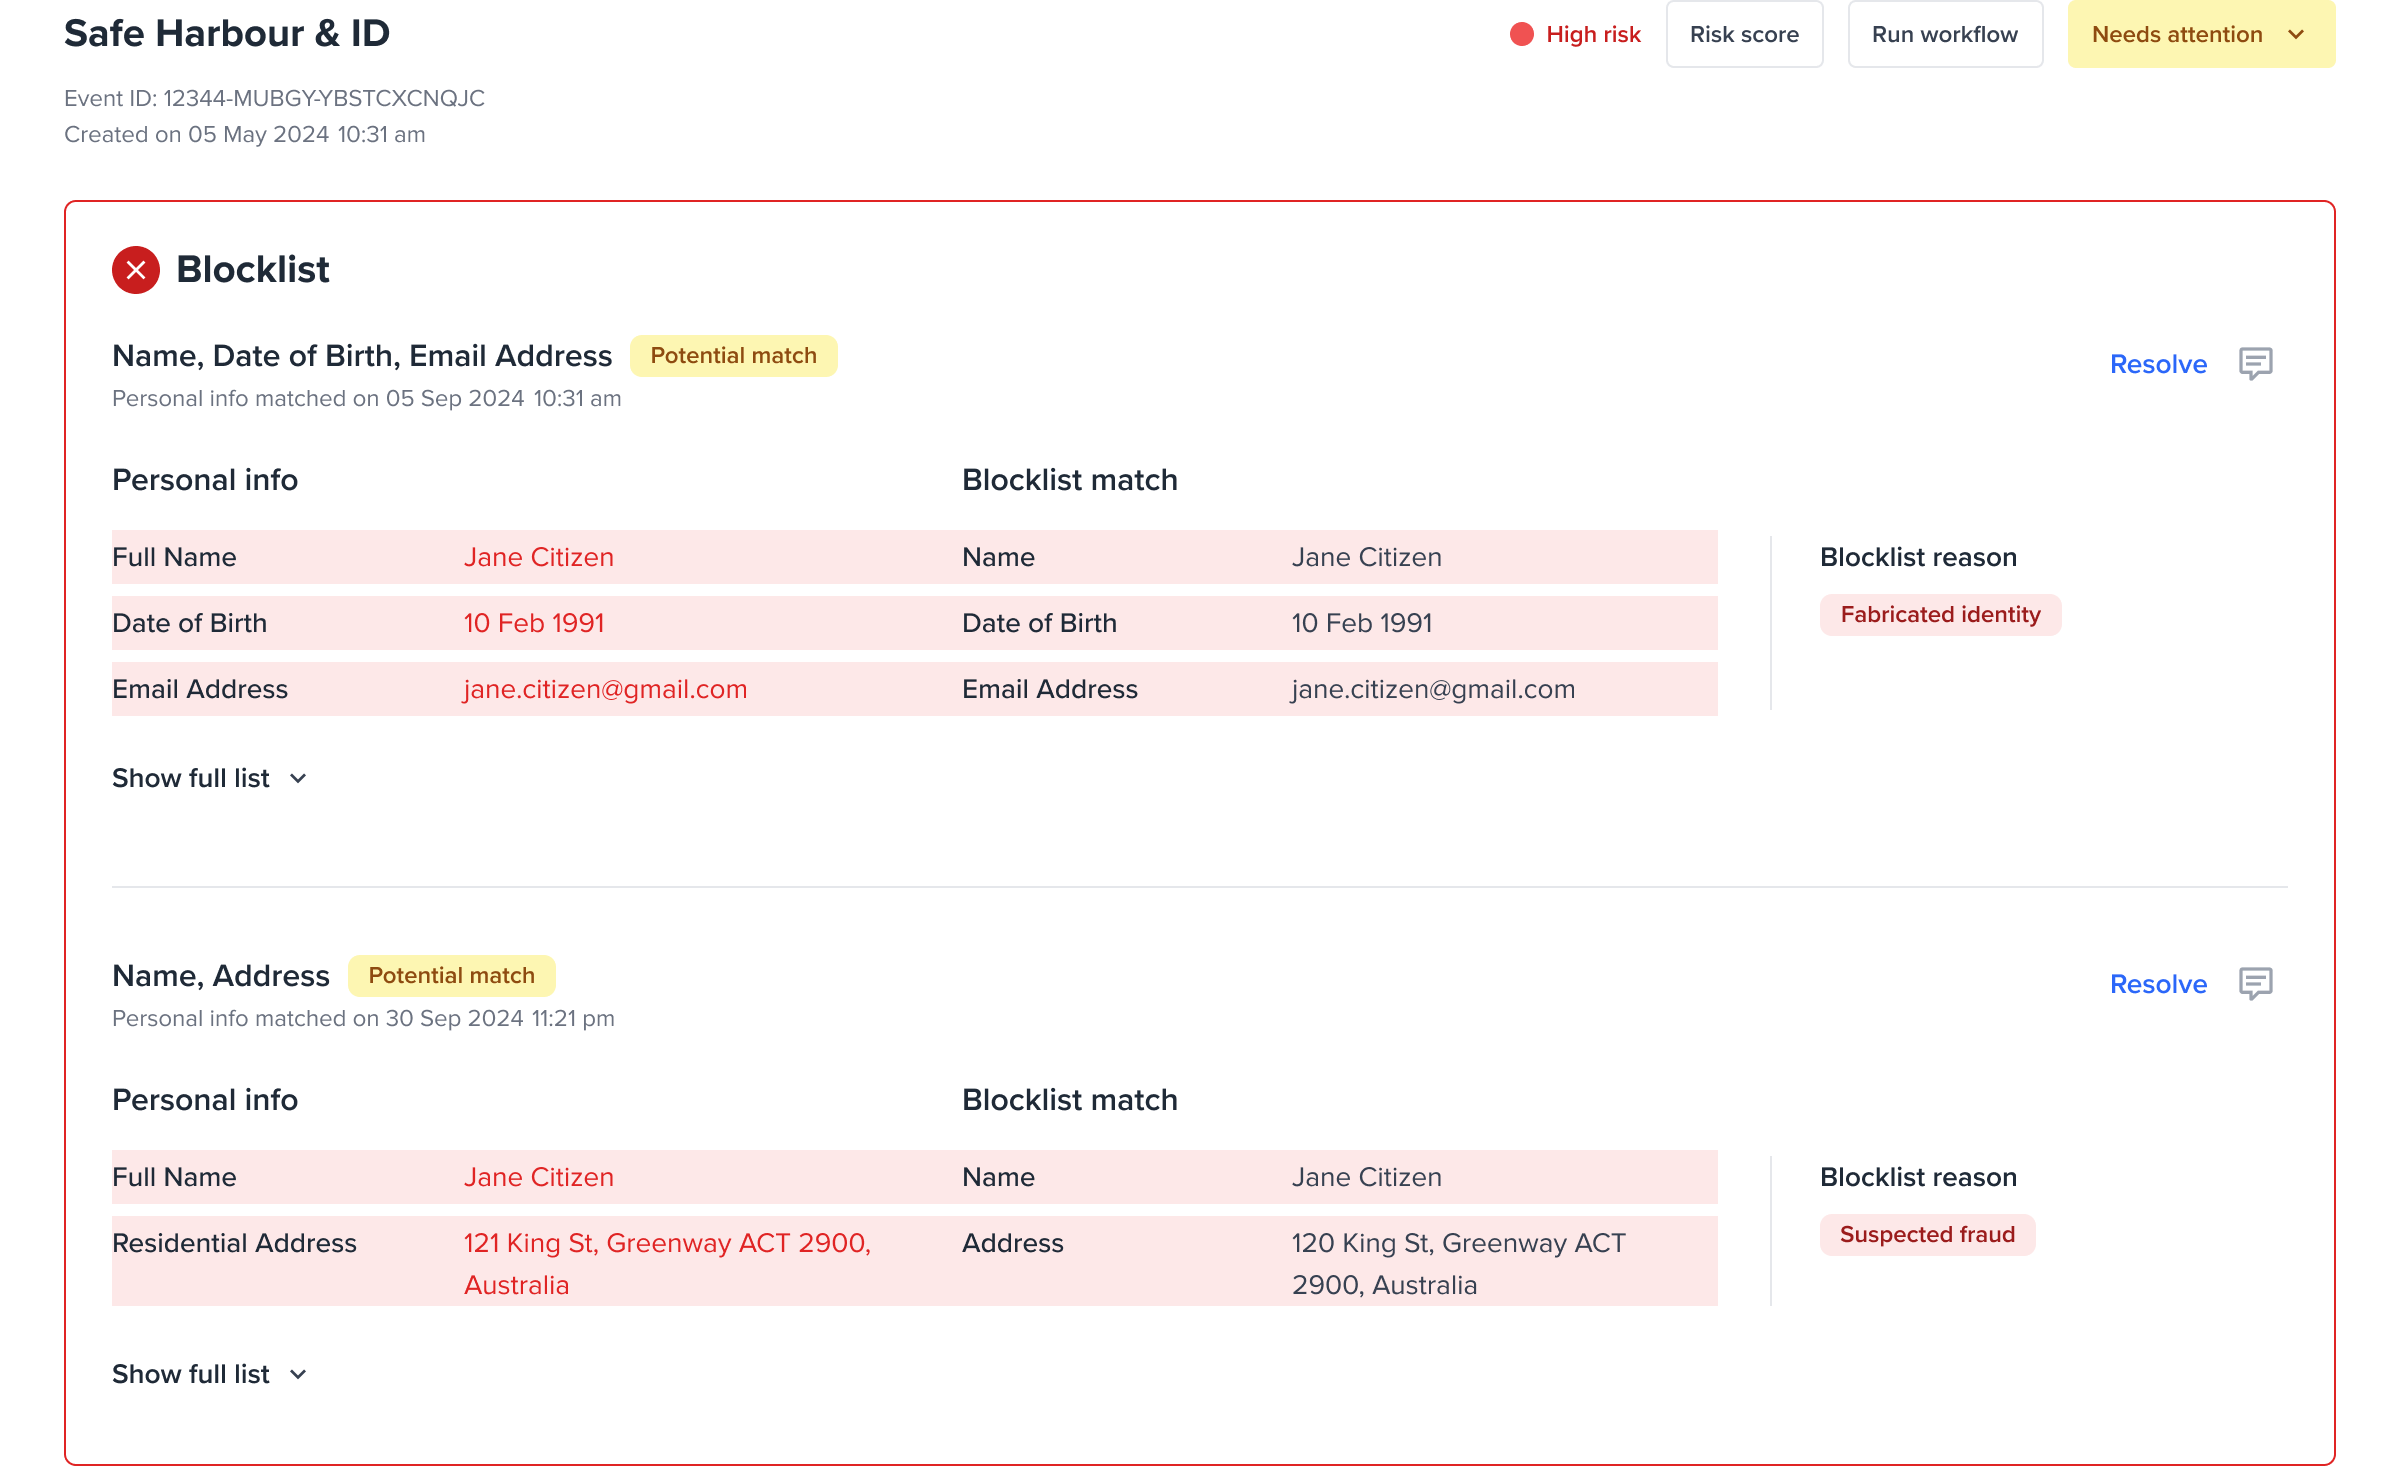 Safe Harbour & ID
High risk
Risk score
Run workflow
Needs attention
Event ID: 12344-MUBGY-YBSTCXCNQJC
Created on 05 May 2024 10:31 am
Blocklist
Name, Date of Birth, Email Address
Potential match
Resolve
Personal info matched on 05 Sep 2024 10:31 am
Personal info
Blocklist match
Full Name
Jane Citizen
Name
Jane Citizen
Blocklist reason
Fabricated identity
Date of Birth
10 Feb 1991
Date of Birth
10 Feb 1991
Email Address
jane.citizen@gmail.com
Email Address
jane.citizen@gmail.com
Show full list
Name, Address
Potential match
Resolve
Personal info matched on 30 Sep 2024 11:21 pm
Personal info
Blocklist match
Full Name
Jane Citizen
Name
Jane Citizen
Blocklist reason
Suspected fraud
Residential Address
121 King St, Greenway ACT 2900,
Australia
Address
120 King St, Greenway ACT
2900, Australia
Show full list